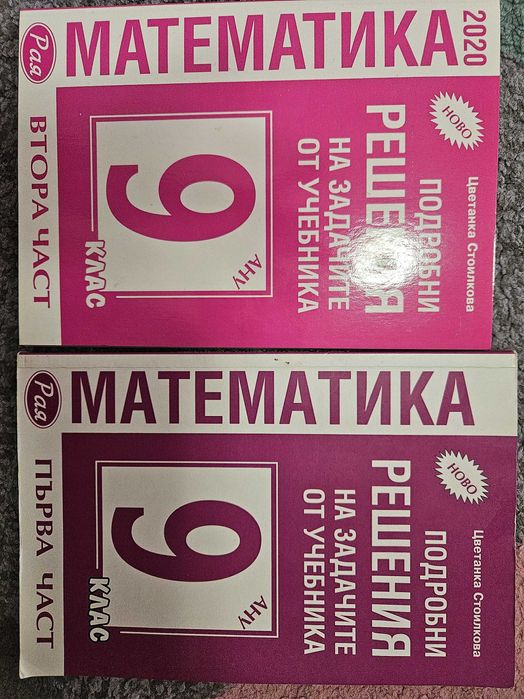 Рая
МАТЕМАТИКА
2020
ВТОРА ЧАСТ
9
Ану
КЛАС
НОВО
Цветанка Стоилкова
ПОДРОБНИ
РЕШЕНИЯ
НА ЗАДАЧИТЕ
ОТ УЧЕБНИКА
Рая
МАТЕМАТИКА
ПЪРВА ЧАСТ
9
Ану
КЛАС
НОВО
Цветанка Стоилкова
ПОДРОБНИ
РЕШЕНИЯ
НА ЗАДАЧИТЕ
ОТ УЧЕБНИКА